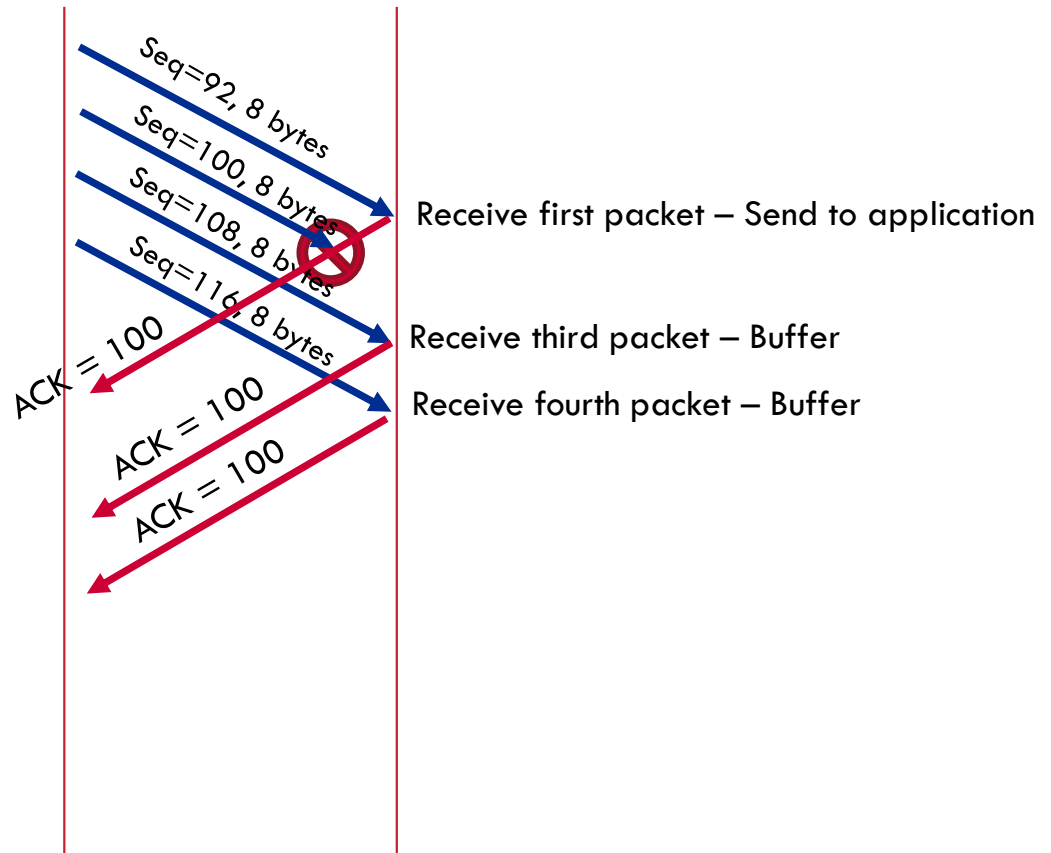 Seq=92, 8 bytes
Seq=100, 8 bytes
Seq=108, 8 bytes
Seq=116, 8 bytes
Receive first packet – Send to application
Receive third packet – Buffer
Receive fourth packet – Buffer
ACK = 100
ACK = 100
ACK = 100